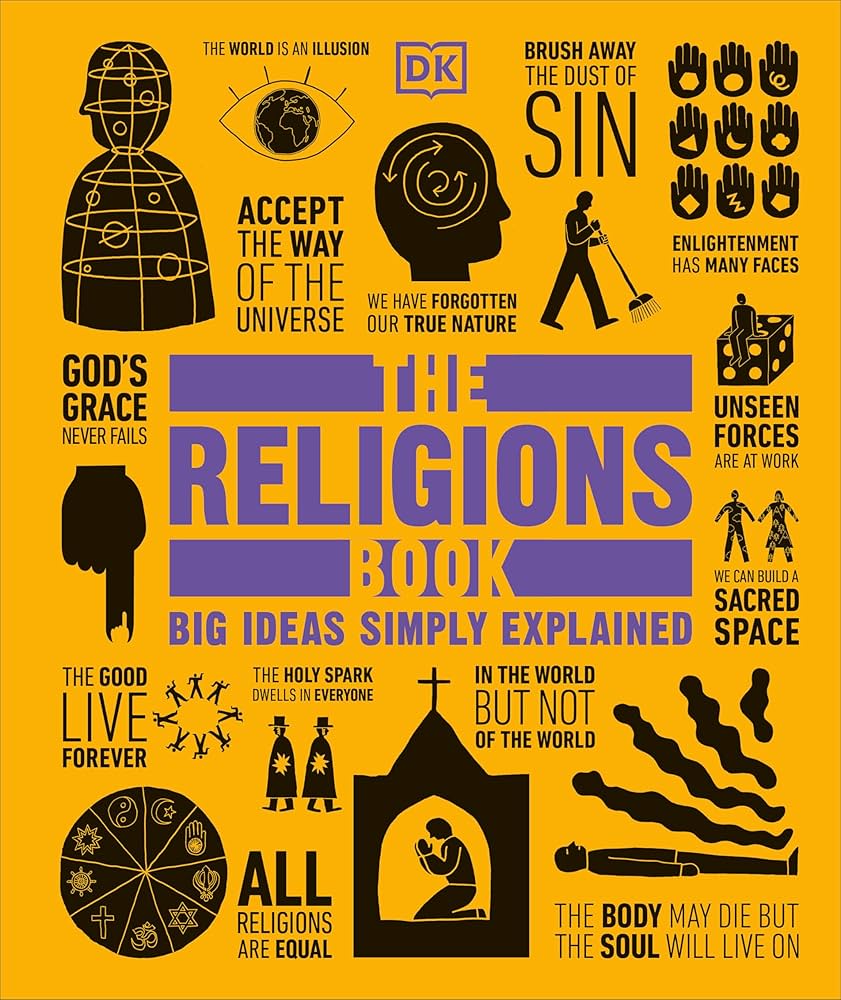 THE WORLD IS AN ILLUSION
DK
BRUSH AWAY
THE DUST OF
SIN
ACCEPT
THE WAY
OF THE
UNIVERSE
WE HAVE FORGOTTEN
OUR TRUE NATURE
ENLIGHTENMENT
HAS MANY FACES
GOD'S
GRACE
NEVER FAILS
THE
RELIGIONS
BOOK
BIG IDEAS SIMPLY EXPLAINED
UNSEEN
FORCES
ARE AT WORK
WE CAN BUILD A
SACRED
SPACE
THE GOOD
LIVE
FOREVER
THE HOLY SPARK
DWELLS IN EVERYONE
IN THE WORLD
BUT NOT
OF THE WORLD
ALL
RELIGIONS
ARE EQUAL
THE BODY MAY DIE BUT
THE SOUL WILL LIVE ON